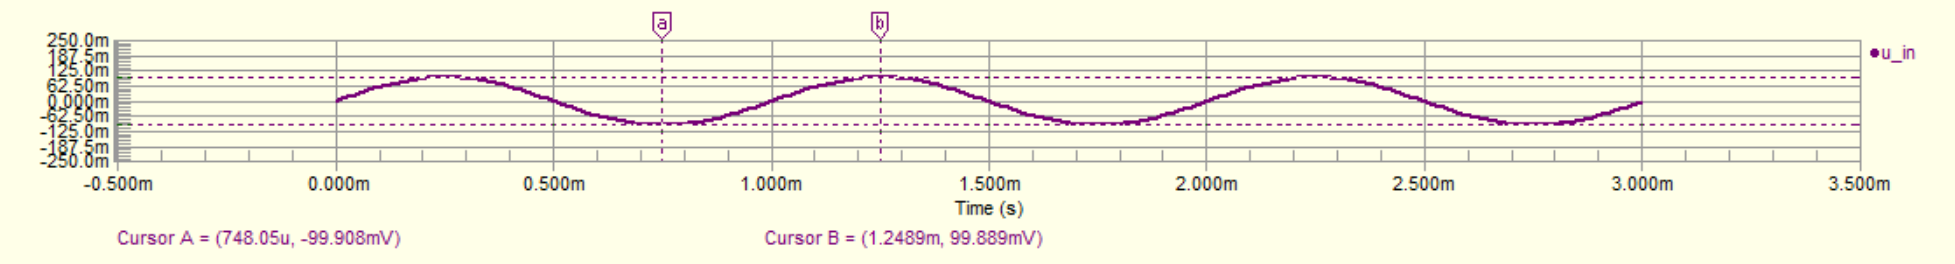 a b
250.0m
187.5m
125.0m
62.50m
0.000m
-62.50m
-125.0m
-187.5m
-250.0m
u_in
-0.500m 0.000m 0.500m 1.000m 1.500m 2.000m 2.500m 3.000m 3.500m
Time (s)
Cursor A = (748.05u, -99.908mV) Cursor B = (1.2489m, 99.889mV)